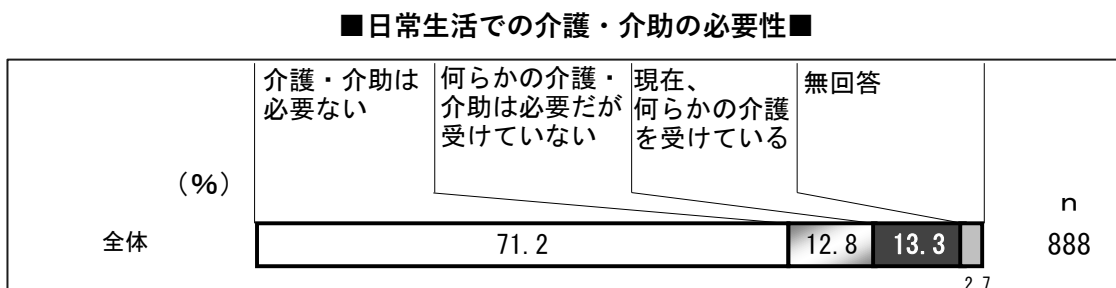 ■日常生活での介護・介助の必要性■
介護・介助は
必要ない
何らかの介護・
介助は必要だが
受けていない
現在、
何らかの介護
を受けている
無回答
(%)
n
全体
71.2
12.8
13.3
888
2.7